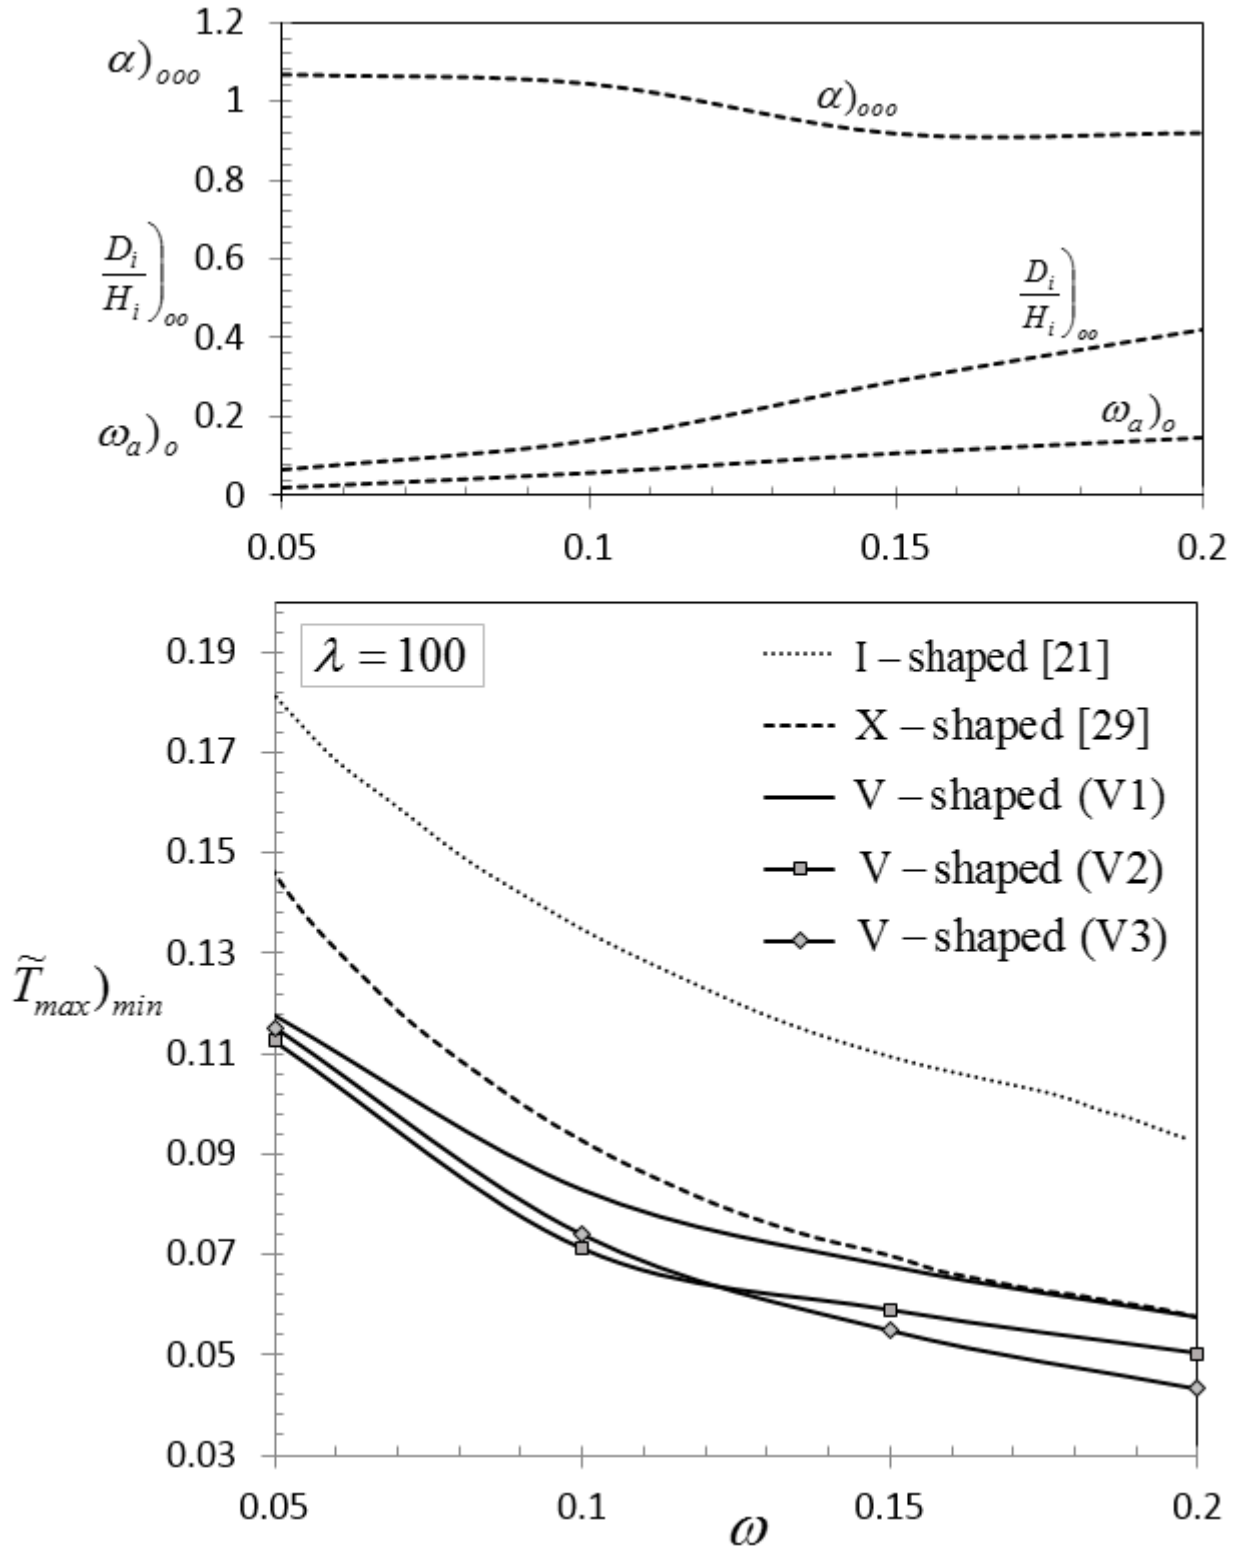 1.2
α)ooo
1
α)ooo
0.8
Di/Hi)oo
0.6
Di/Hi)oo
0.4
ωa)o
0.2
ωa)o
0
0.05 0.1 0.15 0.2
λ = 100
0.19
I – shaped [21]
X – shaped [29]
0.17
V – shaped (V1)
0.15
V – shaped (V2)
0.13
V – shaped (V3)
T̃max)min
0.11
0.09
0.07
0.05
0.03
0.05 0.1 0.15 0.2
ω